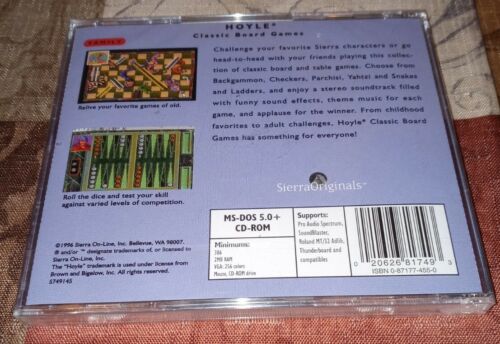 HOYLE®
Classic Board Games
FAMILY
Challenge your favorite Sierra characters or go
head-to-head with your friends playing this collec-
tion of classic board and table games. Choose from
Backgammon, Checkers, Parchisi, Yahtzi and Snakes
and Ladders, and enjoy a stereo soundtrack filled
with funny sound effects, theme music for each
game, and applause for the winner. From childhood
favorites to adult challenges, Hoyle® Classic Board
Games has something for everyone!
Relive your favorite games of old.
Roll the dice and test your skill
against varied levels of competition.
SierraOriginals™
©1996 Sierra On-Line, Inc. Bellevue, WA 98007.
® and/or ™ designate trademarks of, or licensed to
Sierra On-Line, Inc.
The "Hoyle" trademark is used under license from
Brown and Bigelow, Inc. All rights reserved.
5749145
MS-DOS 5.0+
CD-ROM
Minimums:
386
2MB RAM
VGA: 256 colors
Mouse, CD-ROM drive
Supports:
Pro Audio Spectrum,
SoundBlaster,
Roland MT/32 Adlib,
Thunderboard and
compatibles
0 20626 81749 3
ISBN 0-87177-455-0